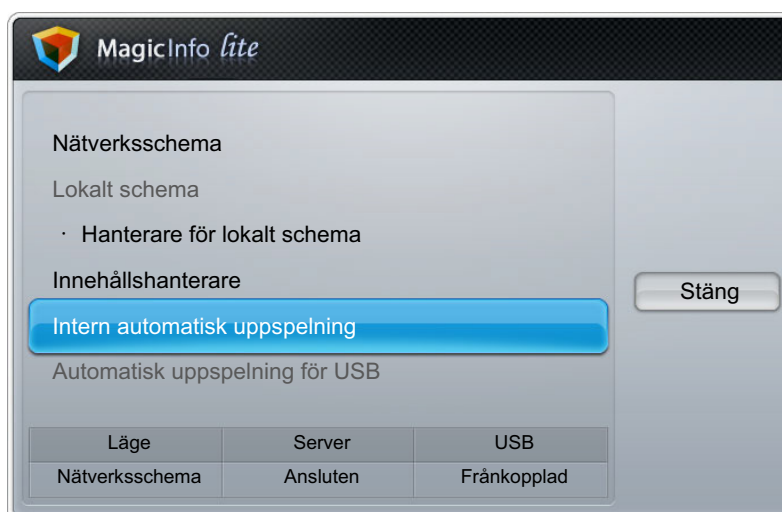 MagicInfo lite
Nätverksschema
Lokalt schema
· Hanterare för lokalt schema
Innehållshanterare
Stäng
Intern automatisk uppspelning
Automatisk uppspelning för USB
Läge Server USB
Nätverksschema Ansluten Frånkopplad